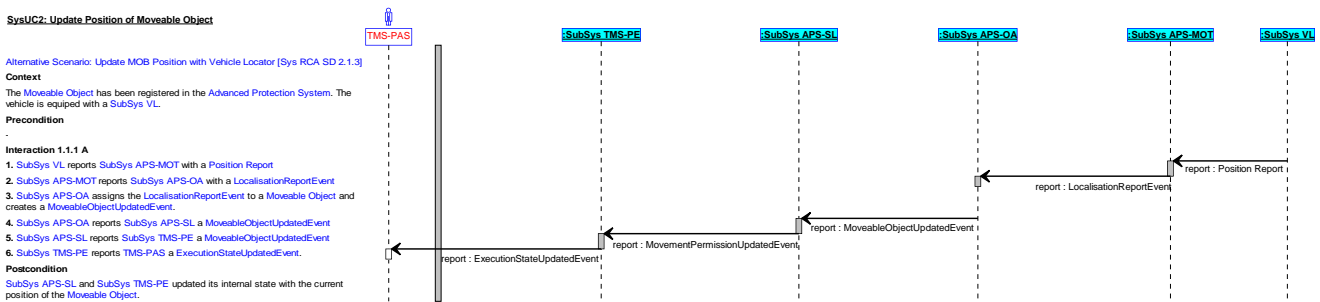 SysUC2: Update Position of Moveable Object
TMS-PAS
:SubSys TMS-PE
:SubSys APS-SL
:SubSys APS-OA
:SubSys APS-MOT
:SubSys VL
Alternative Scenario: Update MOB Position with Vehicle Locator [Sys RCA SD 2.1.3]
Context
The Moveable Object has been registered in the Advanced Protection System. The
vehicle is equiped with a SubSys VL.
Precondition
-
Interaction 1.1.1 A
1. SubSys VL reports SubSys APS-MOT with a Position Report
2. SubSys APS-MOT reports SubSys APS-OA with a LocalisationReportEvent
3. SubSys APS-OA assigns the LocalisationReportEvent to a Moveable Object and
creates a MoveableObjectUpdatedEvent.
4. SubSys APS-OA reports SubSys APS-SL a MoveableObjectUpdatedEvent
5. SubSys APS-SL reports SubSys TMS-PE a MoveableObjectUpdatedEvent
6. SubSys TMS-PE reports TMS-PAS a ExecutionStateUpdatedEvent.
Postcondition
SubSys APS-SL and SubSys TMS-PE updated its internal state with the current
position of the Moveable Object.
report : Position Report
report : LocalisationReportEvent
report : MoveableObjectUpdatedEvent
report : MovementPermissionUpdatedEvent
report : ExecutionStateUpdatedEvent